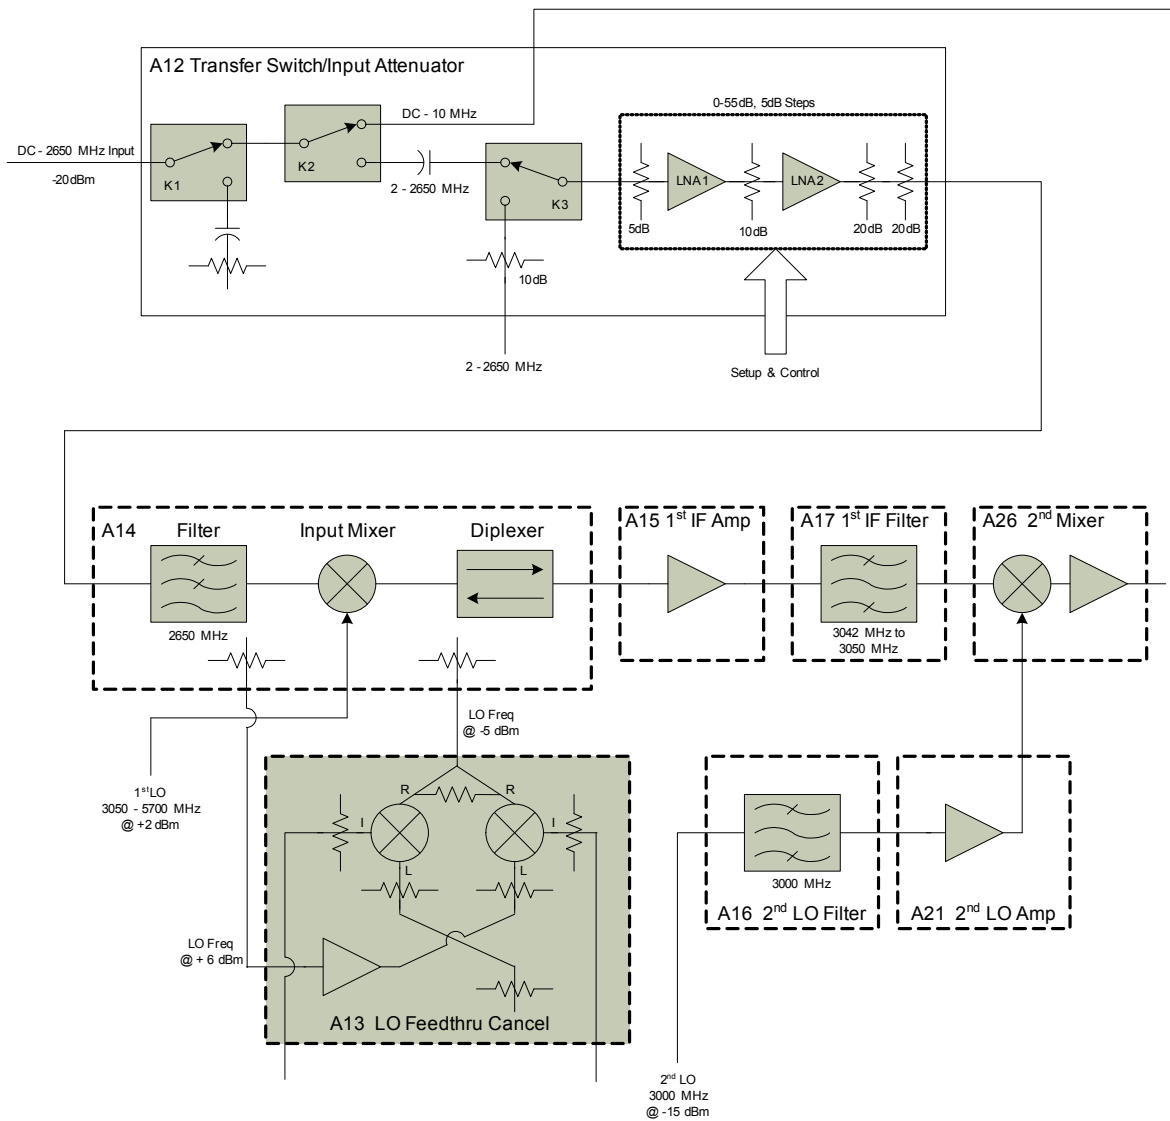 A12 Transfer Switch/Input Attenuator
DC - 2650 MHz Input
-20dBm
K1
K2
DC - 10 MHz
2 - 2650 MHz
K3
10dB
2 - 2650 MHz
0-55dB, 5dB Steps
5dB
LNA1
10dB
LNA2
20dB
20dB
Setup & Control
A14
Filter
2650 MHz
Input Mixer
Diplexer
A15 1st IF Amp
A17 1st IF Filter
3042 MHz to
3050 MHz
A26 2nd Mixer
1st LO
3050 - 5700 MHz
@ +2 dBm
LO Freq
@ -5 dBm
R
R
I
I
L
L
LO Freq
@ + 6 dBm
A13 LO Feedthru Cancel
3000 MHz
A16 2nd LO Filter
A21 2nd LO Amp
2nd LO
3000 MHz
@ -15 dBm